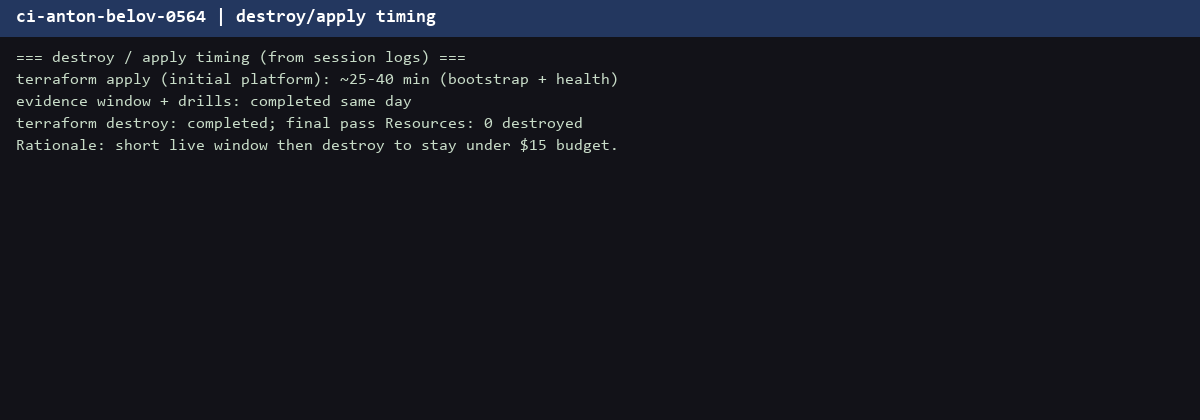 ci-anton-belov-0564 | destroy/apply timing
=== destroy / apply timing (from session logs) ===
terraform apply (initial platform): ~25-40 min (bootstrap + health)
evidence window + drills: completed same day
terraform destroy: completed; final pass Resources: 0 destroyed
Rationale: short live window then destroy to stay under $15 budget.